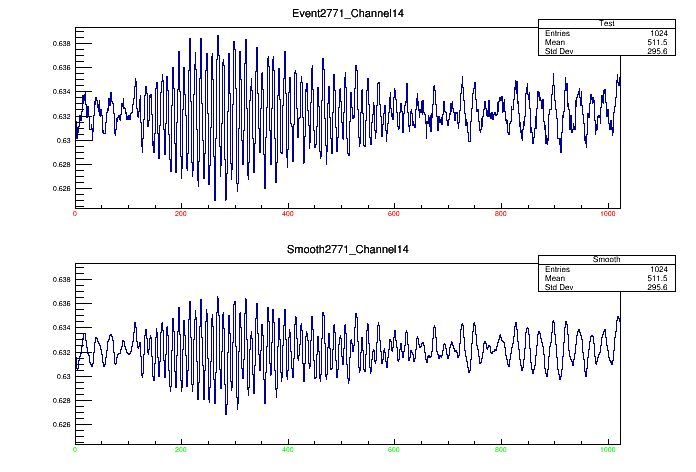 Event2771_Channel14
Test
Entries 1024
Mean 511.5
Std Dev 295.6
0.638
0.636
0.634
0.632
0.63
0.628
0.626
0 200 400 600 800 1000
Smooth2771_Channel14
Smooth
Entries 1024
Mean 511.5
Std Dev 295.6
0.638
0.636
0.634
0.632
0.63
0.628
0.626
0 200 400 600 800 1000